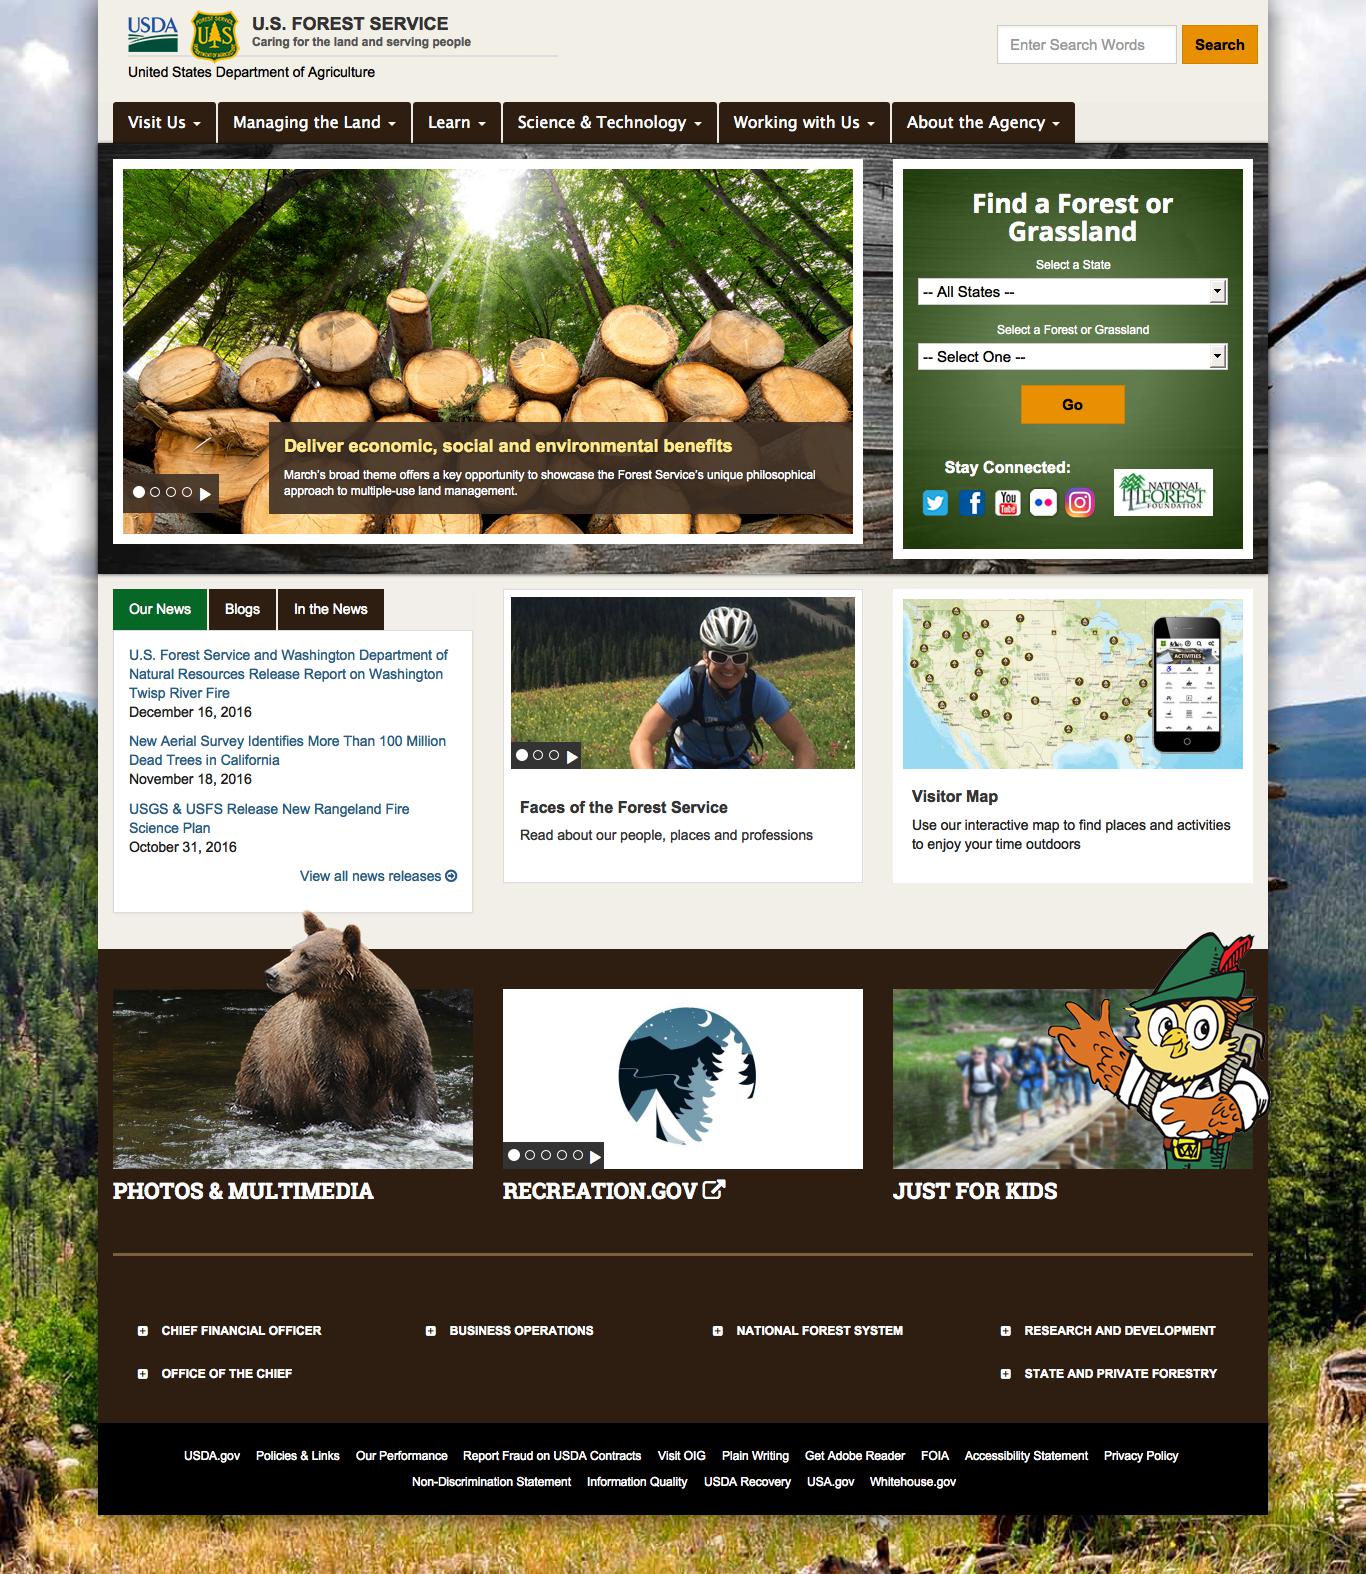 USDA
FOREST SERVICE
U S
DEPARTMENT OF AGRICULTURE
U.S. FOREST SERVICE
Caring for the land and serving people
United States Department of Agriculture
Enter Search Words
Search
Visit Us
Managing the Land
Learn
Science & Technology
Working with Us
About the Agency
Deliver economic, social and environmental benefits
March's broad theme offers a key opportunity to showcase the Forest Service's unique philosophical
approach to multiple-use land management.
Find a Forest or
Grassland
Select a State
-- All States --
Select a Forest or Grassland
-- Select One --
Go
Stay Connected:
You
Tube
NATIONAL
FOREST
FOUNDATION
Our News
Blogs
In the News
U.S. Forest Service and Washington Department of
Natural Resources Release Report on Washington
Twisp River Fire
December 16, 2016
New Aerial Survey Identifies More Than 100 Million
Dead Trees in California
November 18, 2016
USGS & USFS Release New Rangeland Fire
Science Plan
October 31, 2016
View all news releases
Faces of the Forest Service
Read about our people, places and professions
ACTIVITIES
Visitor Map
Use our interactive map to find places and activities
to enjoy your time outdoors
PHOTOS & MULTIMEDIA
RECREATION.GOV
W
JUST FOR KIDS
CHIEF FINANCIAL OFFICER
BUSINESS OPERATIONS
NATIONAL FOREST SYSTEM
RESEARCH AND DEVELOPMENT
OFFICE OF THE CHIEF
STATE AND PRIVATE FORESTRY
USDA.gov Policies & Links Our Performance Report Fraud on USDA Contracts Visit OIG Plain Writing Get Adobe Reader FOIA Accessibility Statement Privacy Policy
Non-Discrimination Statement Information Quality USDA Recovery USA.gov Whitehouse.gov